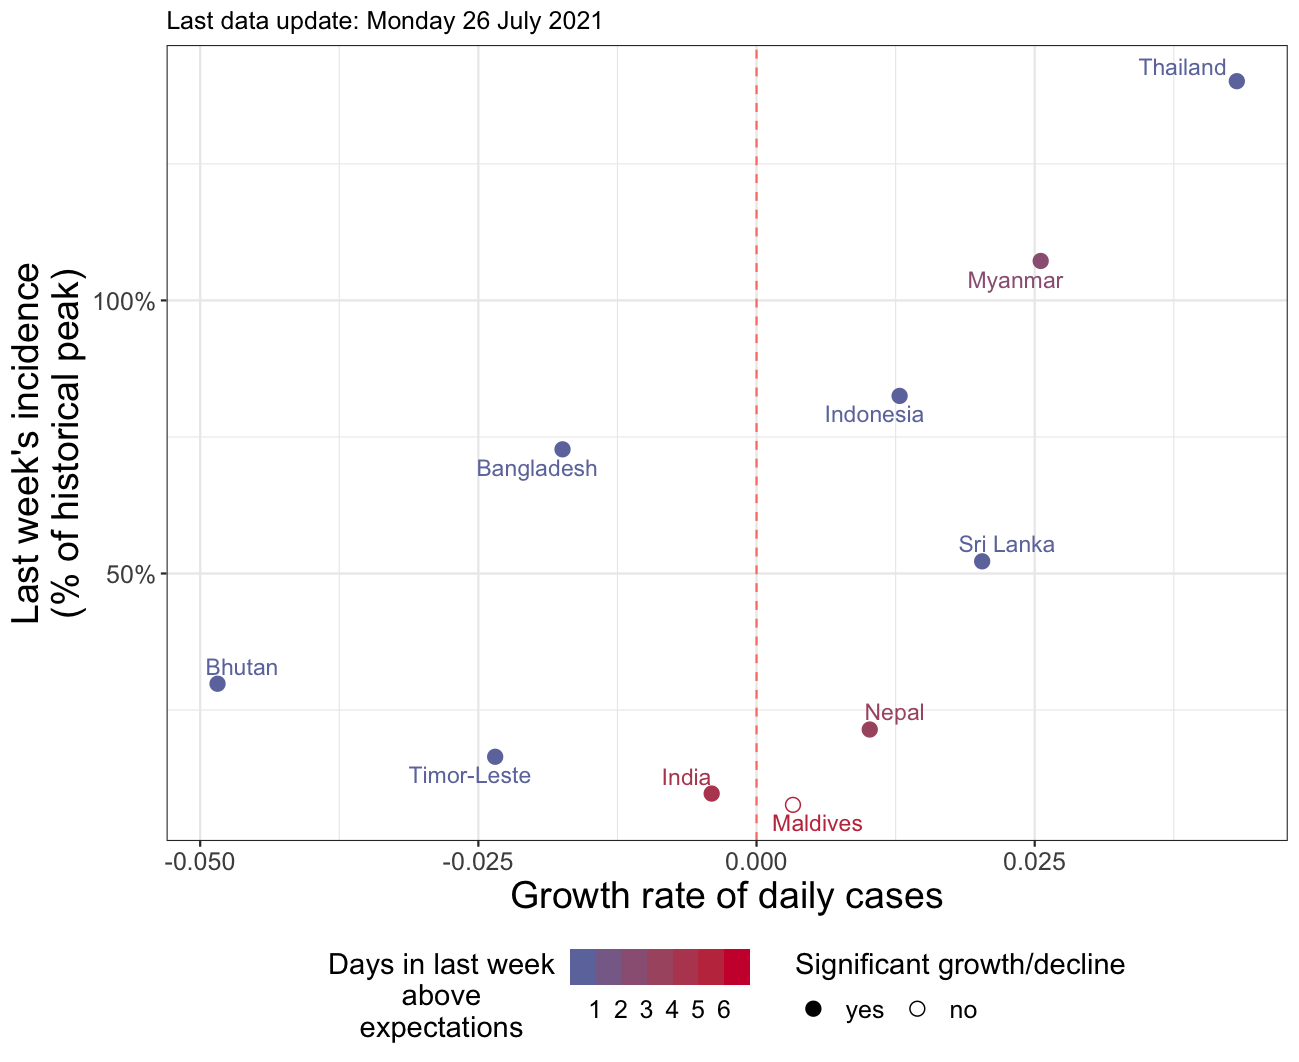 Last data update: Monday 26 July 2021
Last week's incidence
(% of historical peak)
100%
50%
Thailand
Myanmar
Indonesia
Bangladesh
Sri Lanka
Bhutan
Nepal
Timor-Leste
India
Maldives
-0.050 -0.025 0.000 0.025
Growth rate of daily cases
Days in last week
above
expectations
1 2 3 4 5 6
Significant growth/decline
yes no